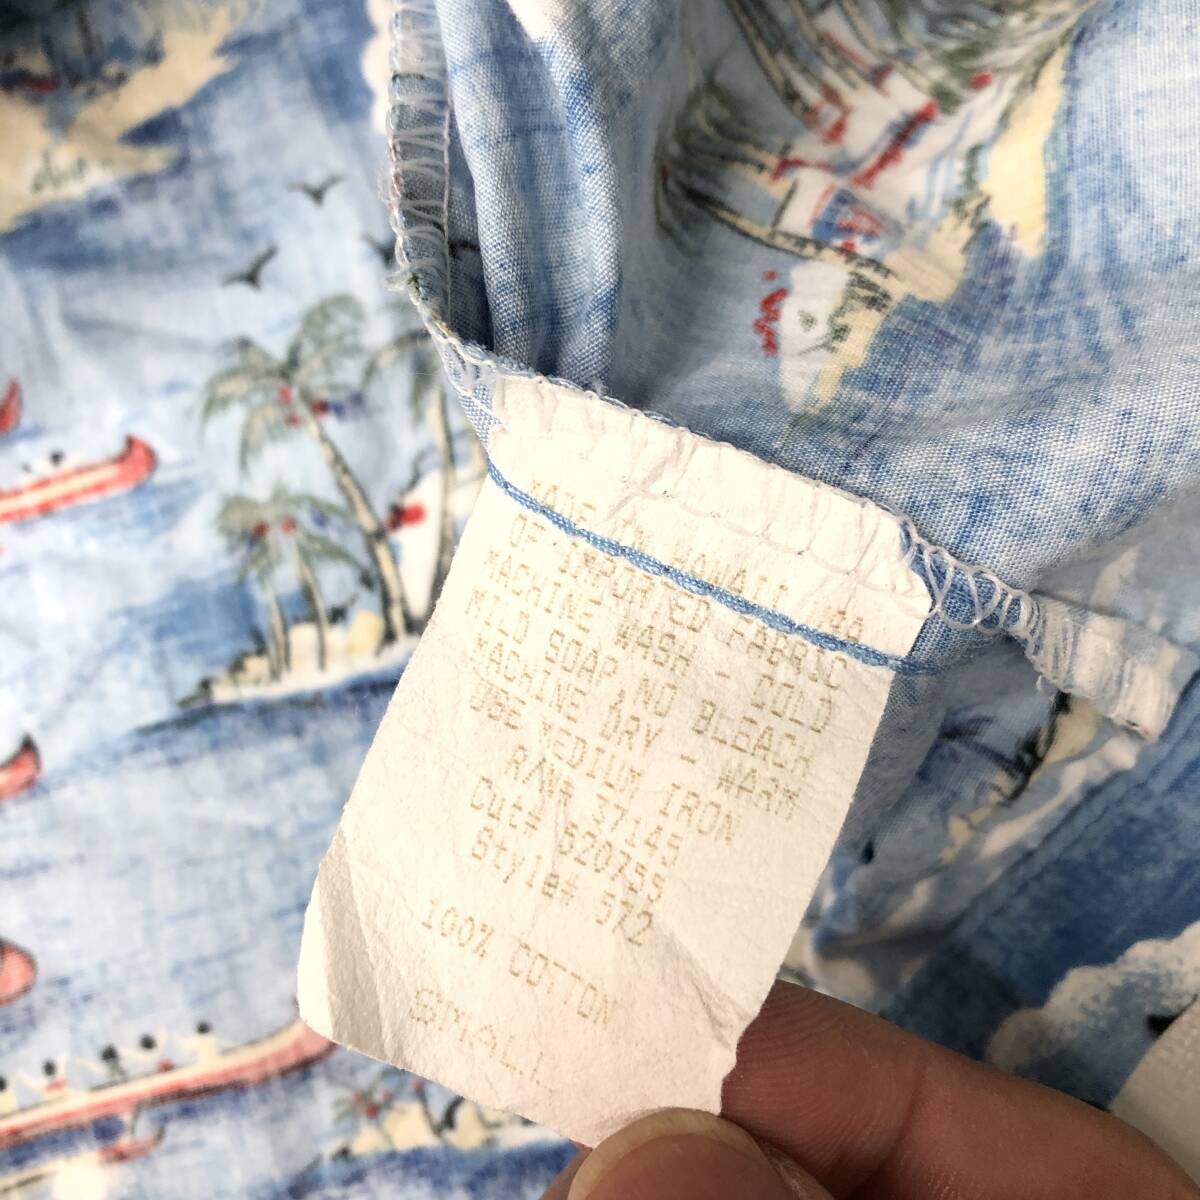 MADE IN HAWAII USA
OF IMPORTED FABRIC
MACHINE WASH - COLD
MILD SOAP, NO BLEACH
MACHINE DRY - WARM
USE MEDIUM IRON
R/WR 37145
Cut# 520755
Style# 572
100% COTTON
SMALL